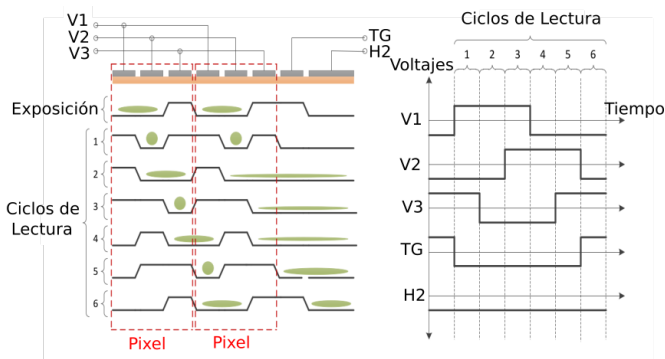 V1
V2
V3
TG
H2
Exposición
Ciclos de
Lectura
1
2
3
4
5
6
Pixel
Pixel
Ciclos de Lectura
Voltajes
1 2 3 4 5 6
Tiempo
V1
V2
V3
TG
H2